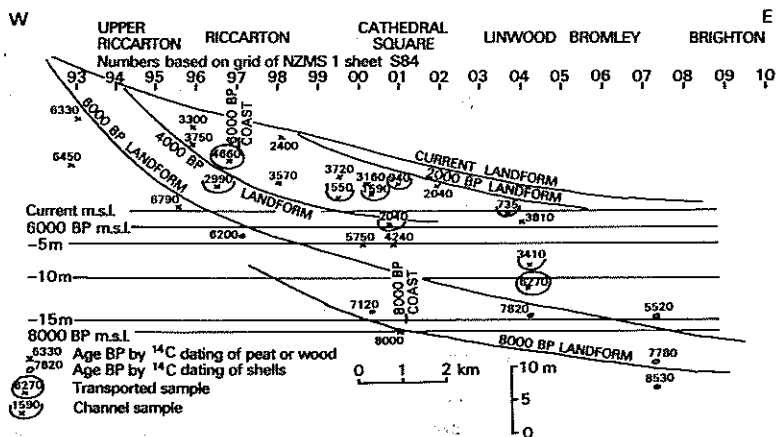 W
E
UPPER RICCARTON
RICCARTON
CATHEDRAL SQUARE
LINWOOD
BROMLEY
BRIGHTON
Numbers based on grid of NZMS 1 sheet S84
93 94 95 96 97 98 99 00 01 02 03 04 05 06 07 08 09 10
6330
6450
8790
6200
3300
3750
4660
2990
2400
3570
3720
1550
3160
1590
940
2040
2040
735
3810
5750
4240
3410
6270
7120
8000
7820
5520
7780
8530
6000 BP COAST
8000 BP COAST
4000 BP LANDFORM
CURRENT LANDFORM
2000 BP LANDFORM
8000 BP LANDFORM
Current m.s.l.
6000 BP m.s.l.
-5m
-10m
-15m
8000 BP m.s.l.
6330 Age BP by ¹⁴C dating of peat or wood
7820 Age BP by ¹⁴C dating of shells
6270 Transported sample
1590 Channel sample
0 1 2 km
10 m
5
0